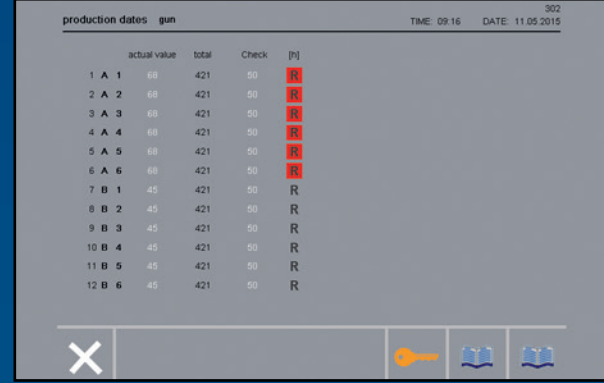 302
production dates gun TIME: 09:16 DATE: 11.05.2015
actual value total Check [h]
1 A 1 68 421 50 R
2 A 2 68 421 50 R
3 A 3 68 421 50 R
4 A 4 68 421 50 R
5 A 5 68 421 50 R
6 A 6 68 421 50 R
7 B 1 45 421 50 R
8 B 2 45 421 50 R
9 B 3 45 421 50 R
10 B 4 45 421 50 R
11 B 5 45 421 50 R
12 B 6 45 421 50 R